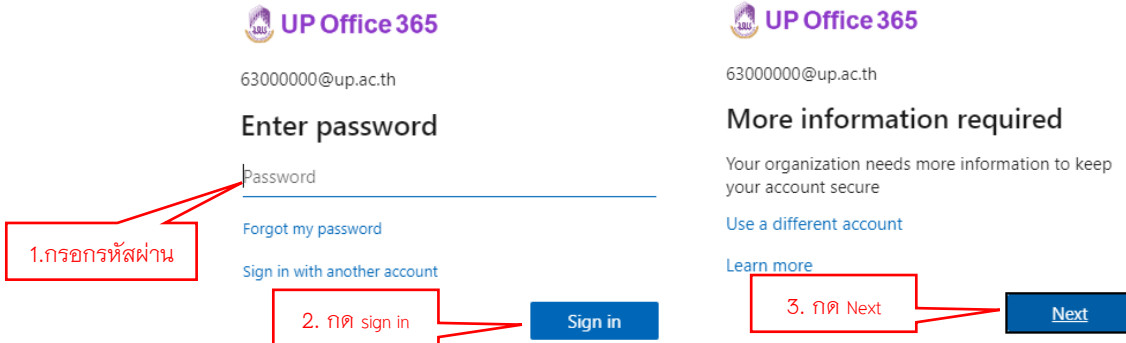 UP Office 365
63000000@up.ac.th
Enter password
Password
1.กรอกรหัสผ่าน
Forgot my password
Sign in with another account
2. กด sign in
Sign in
UP Office 365
63000000@up.ac.th
More information required
Your organization needs more information to keep
your account secure
Use a different account
Learn more
3. กด Next
Next